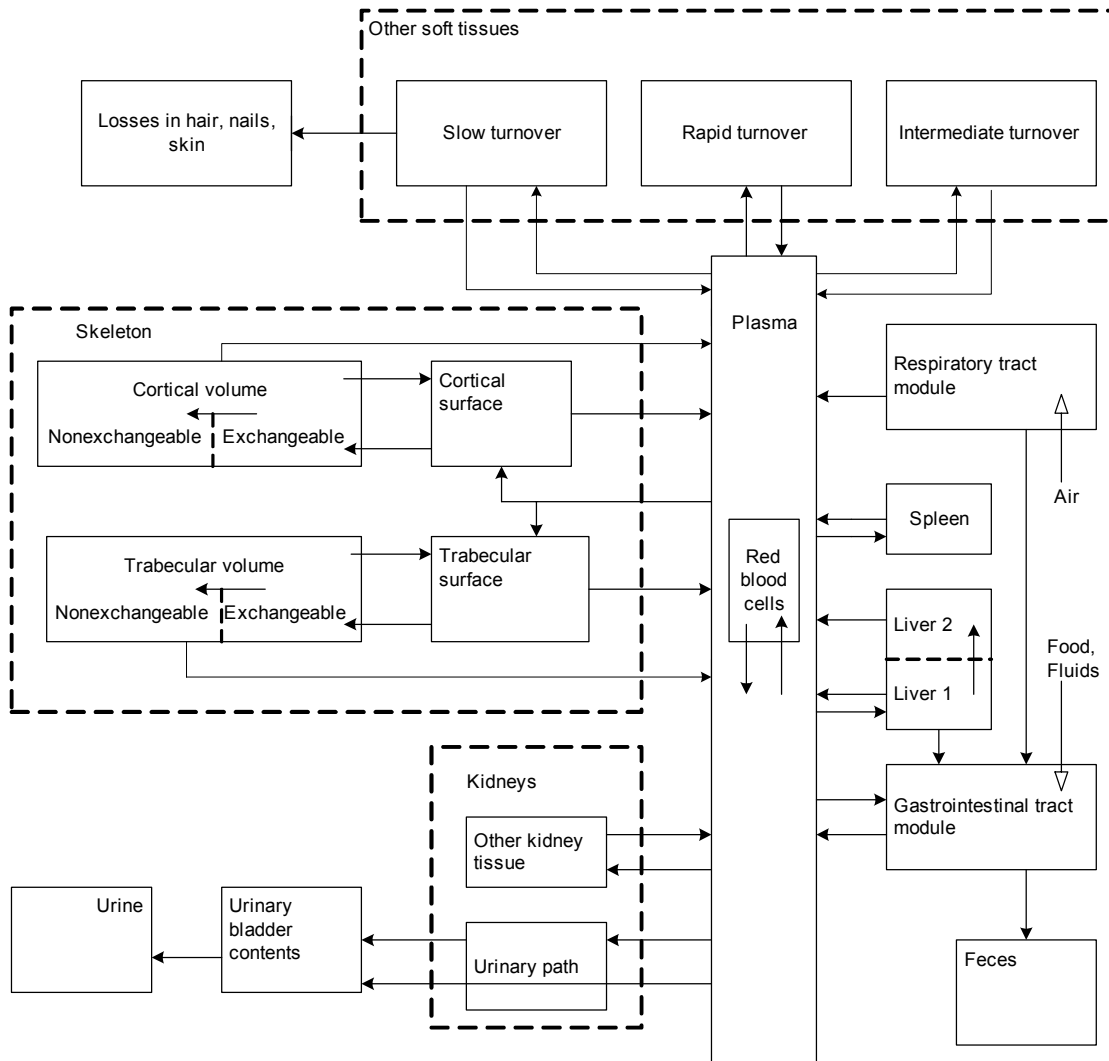 Other soft tissues
Losses in hair, nails,
skin
Slow turnover
Rapid turnover
Intermediate turnover
Plasma
Skeleton
Cortical volume
Nonexchangeable
Exchangeable
Cortical
surface
Respiratory tract
module
Air
Spleen
Trabecular volume
Nonexchangeable
Exchangeable
Trabecular
surface
Red
blood
cells
Liver 2
Liver 1
Food,
Fluids
Kidneys
Other kidney
tissue
Gastrointestinal tract
module
Urine
Urinary
bladder
contents
Urinary path
Feces